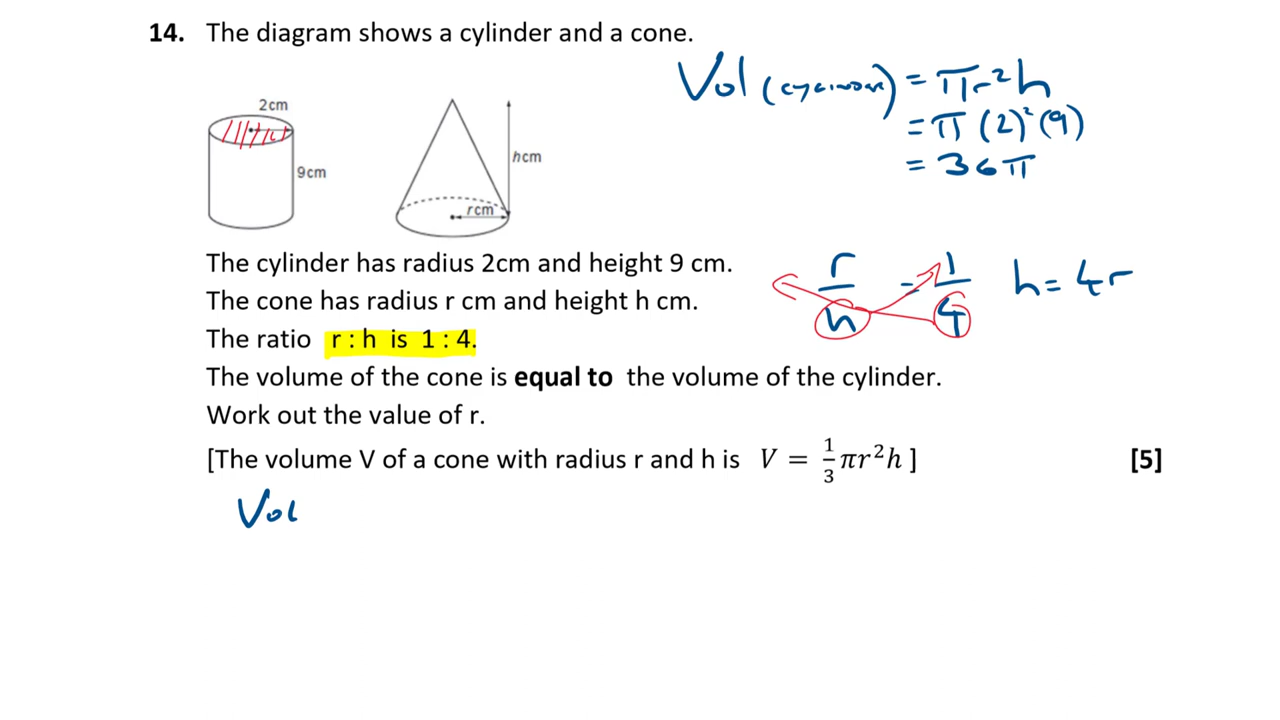 14. The diagram shows a cylinder and a cone.
Vol (cylinder) = πr²h
= π (2)² (9)
= 36π
2cm
9cm
hcm
rcm
The cylinder has radius 2cm and height 9 cm.
The cone has radius r cm and height h cm.
The ratio r : h is 1 : 4.
r/h = 1/4 h = 4r
The volume of the cone is equal to the volume of the cylinder.
Work out the value of r.
[The volume V of a cone with radius r and h is V = 1/3 πr²h ] [5]
Vol